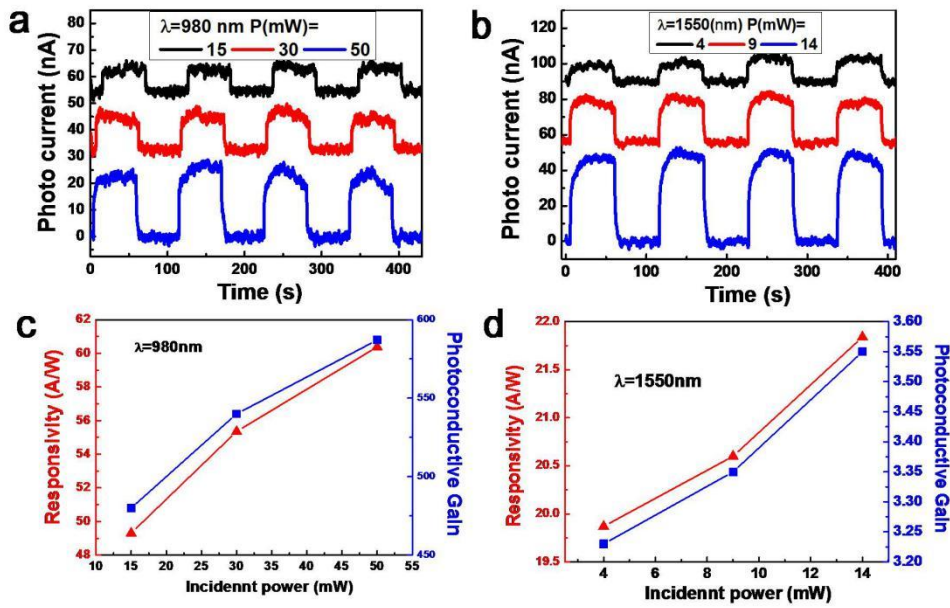 a
λ=980 nm P(mW)=
15 30 50
Photo current (nA)
80
70
60
50
40
30
20
10
0
0 100 200 300 400
Time (s)
b
λ=1550(nm) P(mW)=
4 9 14
Photo current (nA)
140
120
100
80
60
40
20
0
0 100 200 300 400
Time (s)
c
λ=980nm
Responsivity (A/W)
62
60
58
56
54
52
50
48
Photoconductive GaIn
600
550
500
450
10 15 20 25 30 35 40 45 50 55
Incidennt power (mW)
d
λ=1550nm
Responsivity (A/W)
22.0
21.5
21.0
20.5
20.0
19.5
Photoconductive GaIn
3.60
3.55
3.50
3.45
3.40
3.35
3.30
3.25
3.20
4 6 8 10 12 14
Incidennt power (mW)